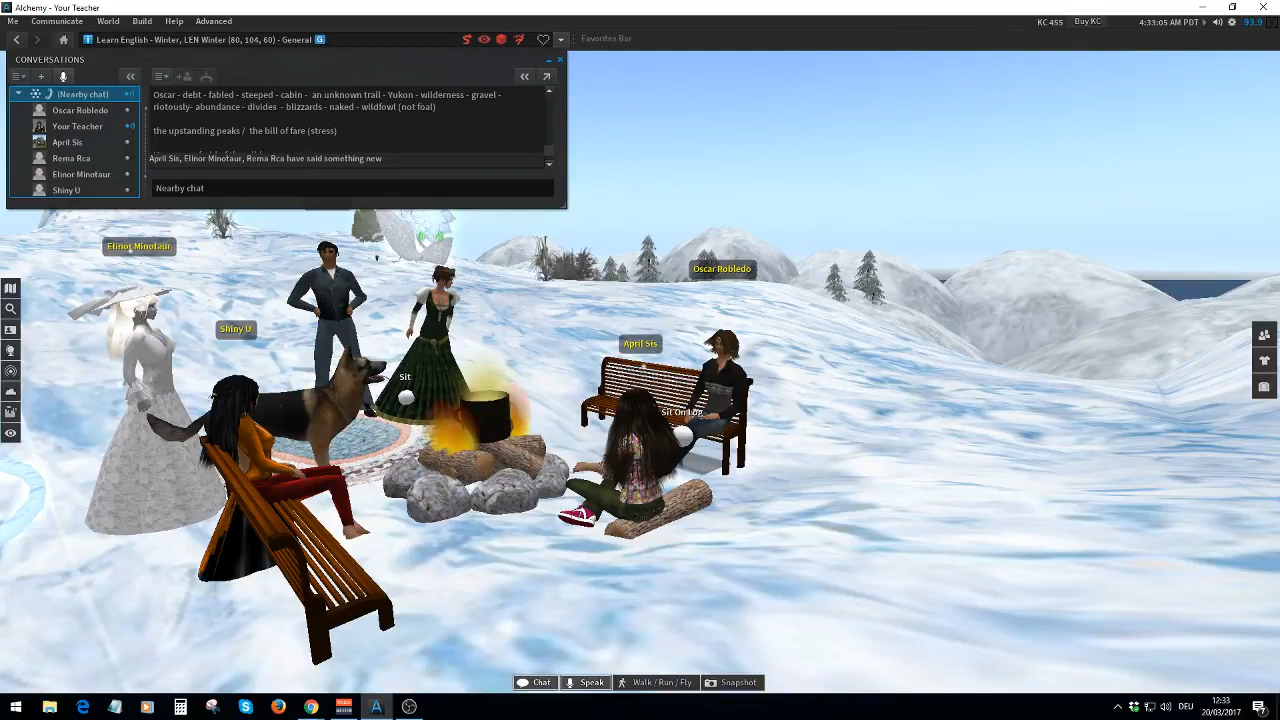 Alchemy - Your Teacher
Me Communicate World Build Help Advanced
KC 455 Buy KC 4:33:05 AM PDT 93.9
Learn English - Winter, LEN Winter (80, 104, 60) - General G
Favorites Bar
CONVERSATIONS
(Nearby chat)
Oscar Robledo
Your Teacher
April Sis
Rema Rca
Elinor Minotaur
Shiny U
Oscar - debt - fabled - steeped - cabin - an unknown trail - Yukon - wilderness - gravel -
riotously- abundance - divides - blizzards - naked - wildfowl (not foal)
the upstanding peaks / the bill of fare (stress)
April Sis, Elinor Minotaur, Rema Rca have said something new
Nearby chat
Elinor Minotaur
Oscar Robledo
Shiny U
April Sis
Sit
Sit On Log
Chat Speak Walk / Run / Fly Snapshot
DEU
12:33
20/03/2017